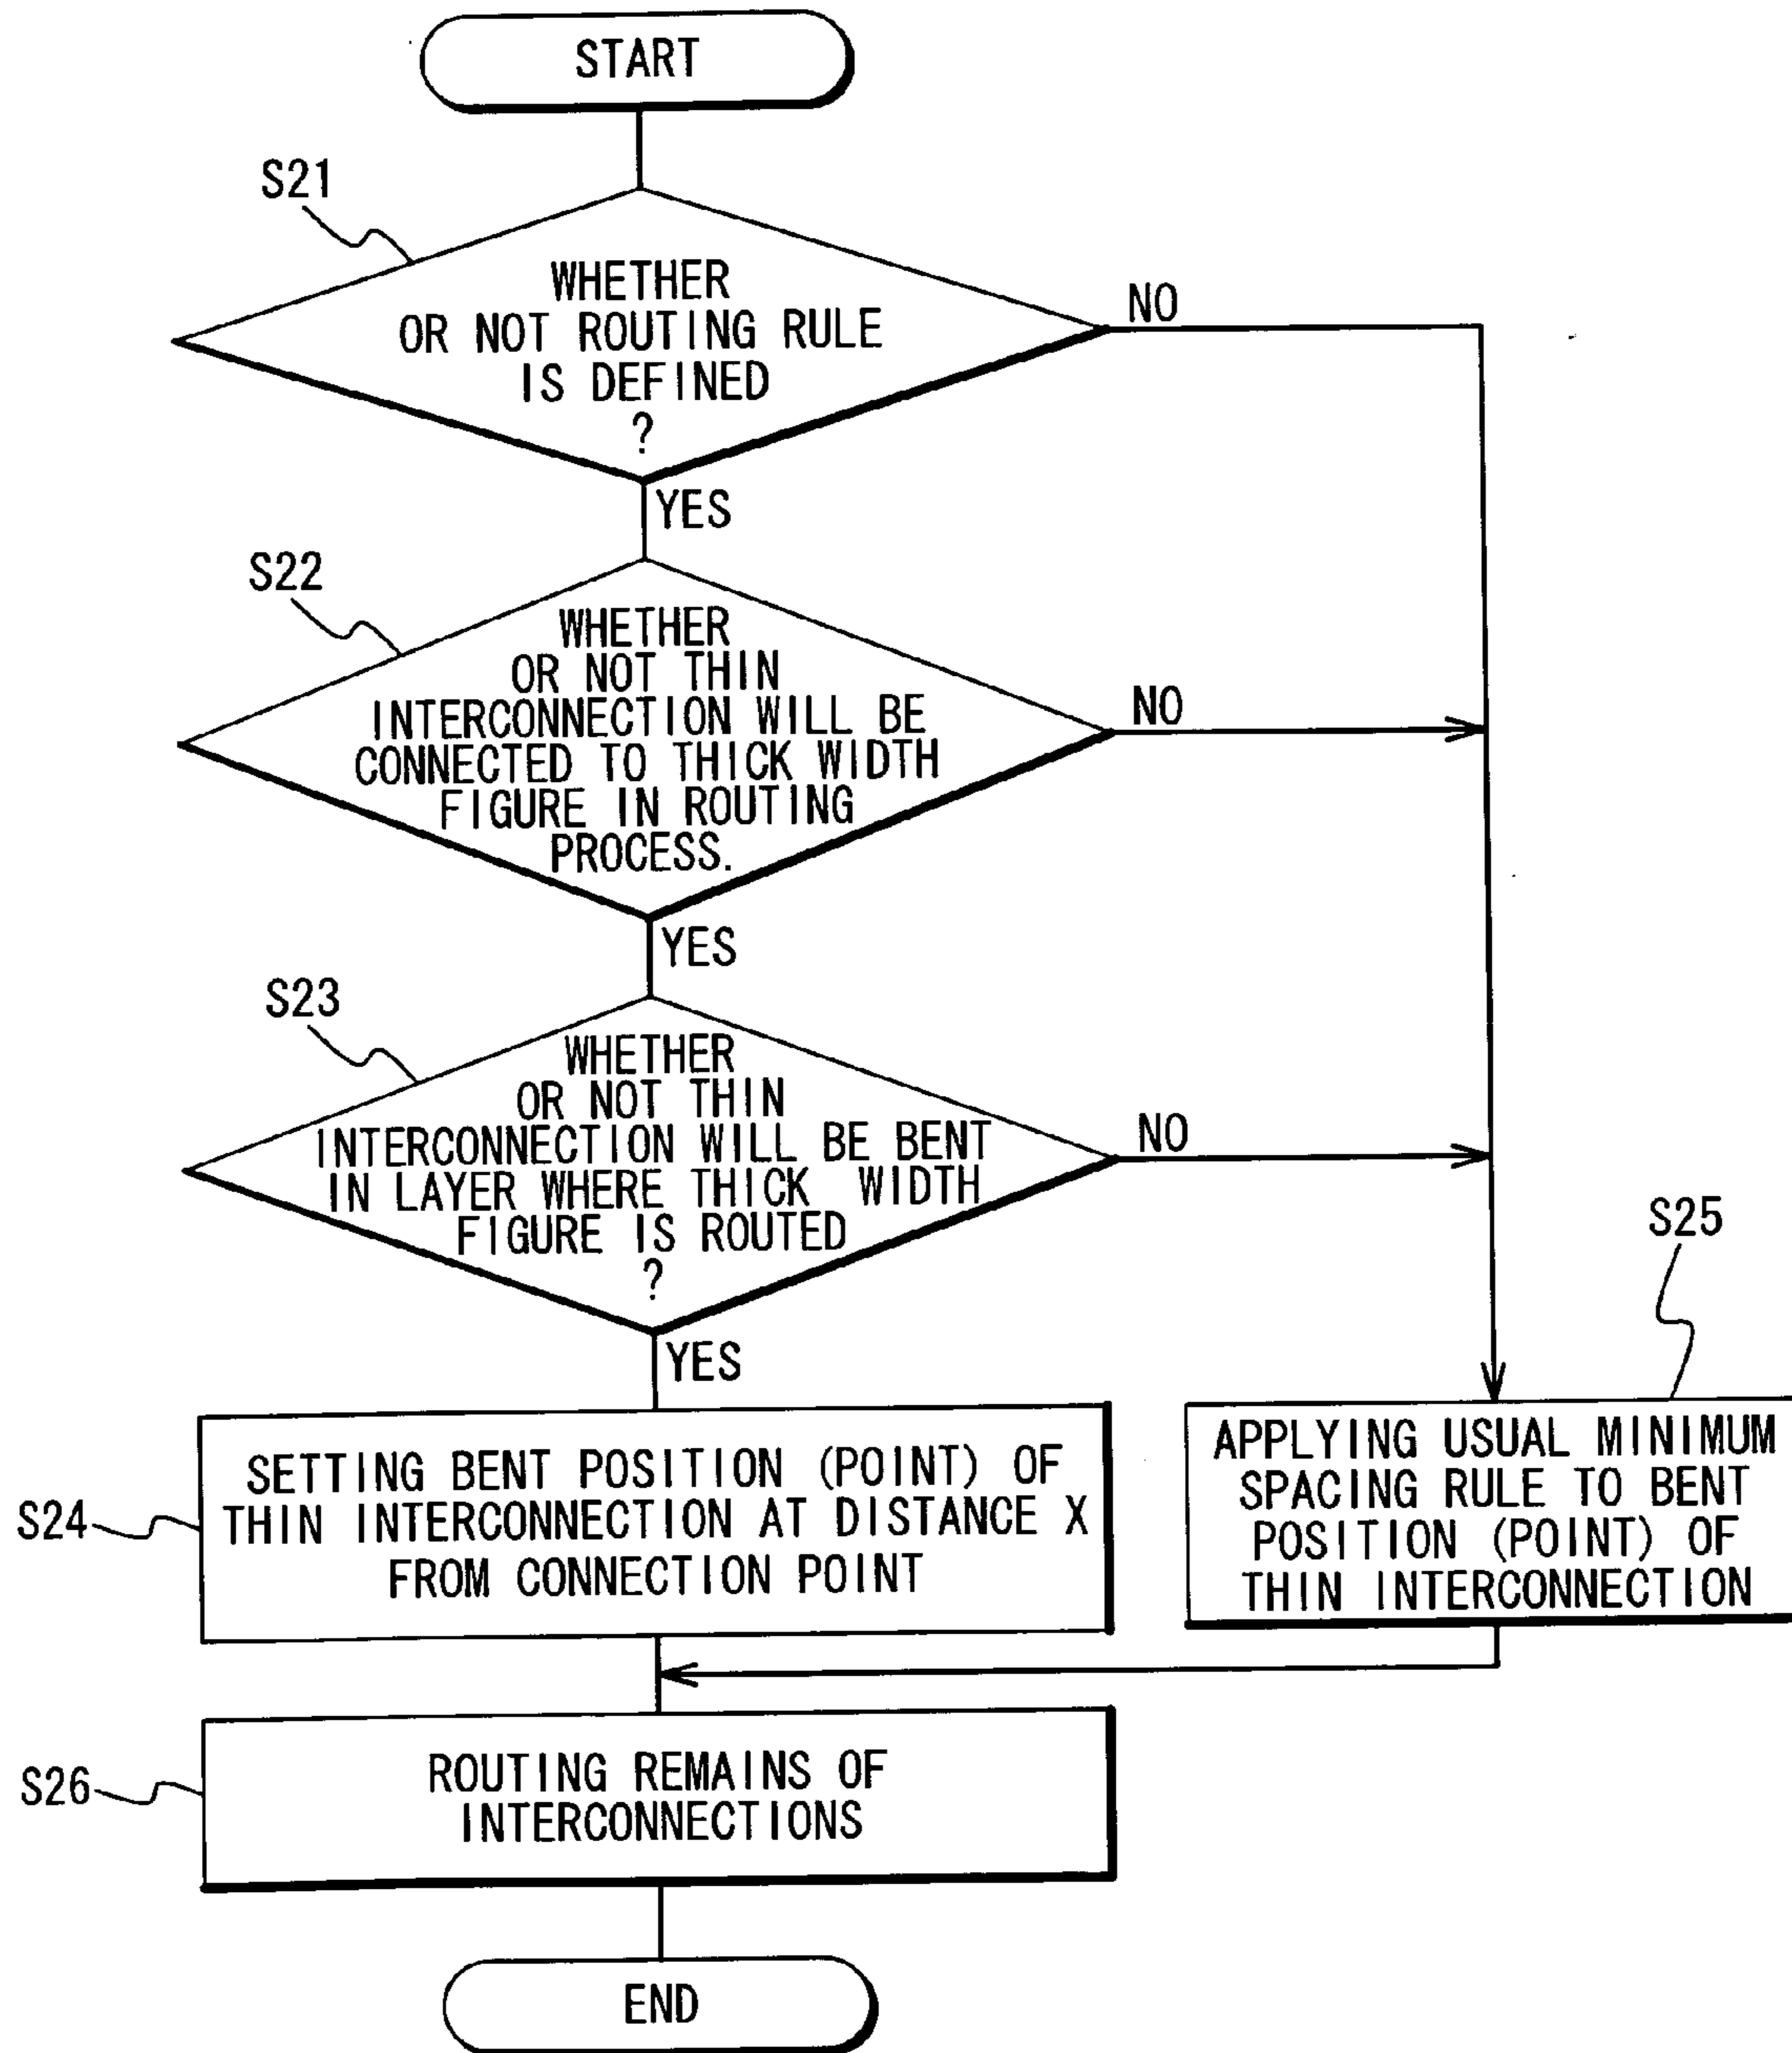 START
S21
WHETHER
OR NOT ROUTING RULE
IS DEFINED
?
NO
YES
S22
WHETHER
OR NOT THIN
INTERCONNECTION WILL BE
CONNECTED TO THICK WIDTH
FIGURE IN ROUTING
PROCESS.
NO
YES
S23
WHETHER
OR NOT THIN
INTERCONNECTION WILL BE BENT
IN LAYER WHERE THICK WIDTH
FIGURE IS ROUTED
?
NO
YES
S24
SETTING BENT POSITION (POINT) OF
THIN INTERCONNECTION AT DISTANCE X
FROM CONNECTION POINT
S25
APPLYING USUAL MINIMUM
SPACING RULE TO BENT
POSITION (POINT) OF
THIN INTERCONNECTION
S26
ROUTING REMAINS OF
INTERCONNECTIONS
END